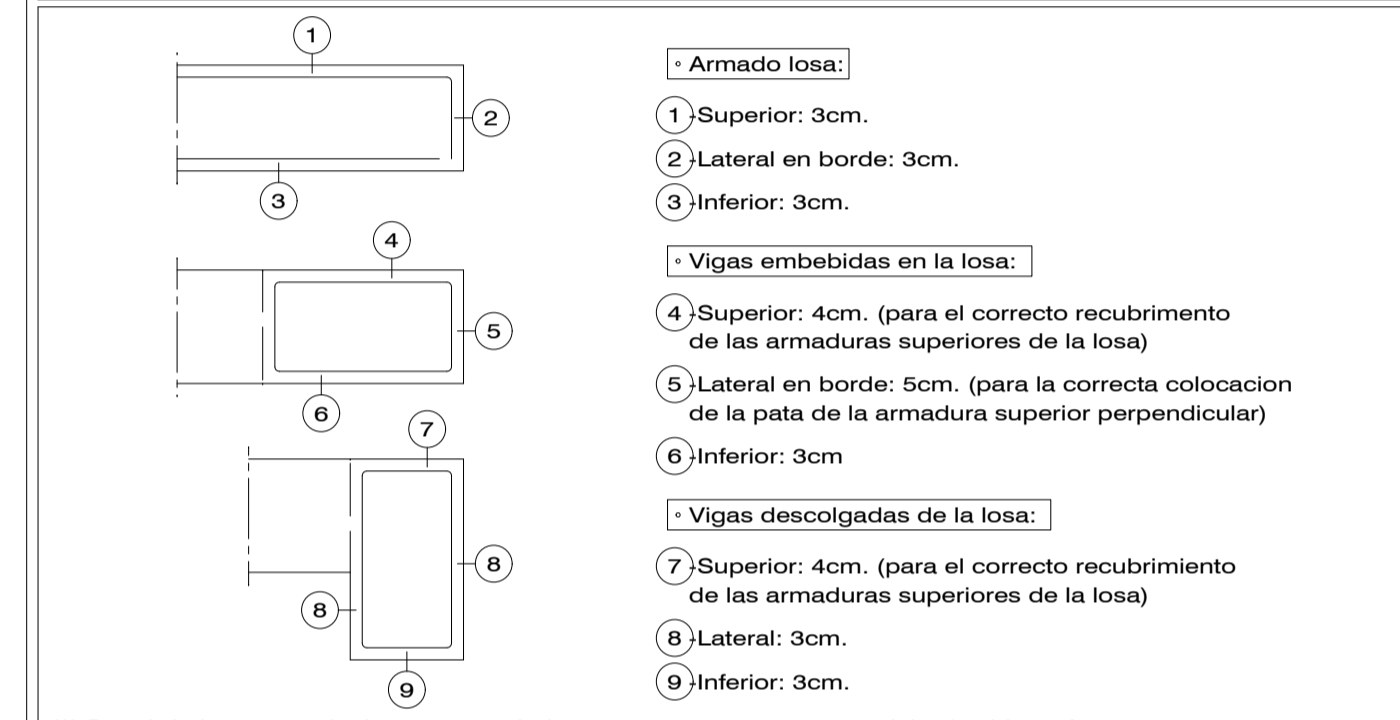 1
2
3
4
5
6
7
8
8
9
° Armado losa:
1 -Superior: 3cm.
2 -Lateral en borde: 3cm.
3 -Inferior: 3cm.
° Vigas embebidas en la losa:
4 -Superior: 4cm. (para el correcto recubrimento
de las armaduras superiores de la losa)
5 -Lateral en borde: 5cm. (para la correcta colocacion
de la pata de la armadura superior perpendicular)
6 -Inferior: 3cm
° Vigas descolgadas de la losa:
7 -Superior: 4cm. (para el correcto recubrimiento
de las armaduras superiores de la losa)
8 -Lateral: 3cm.
9 -Inferior: 3cm.